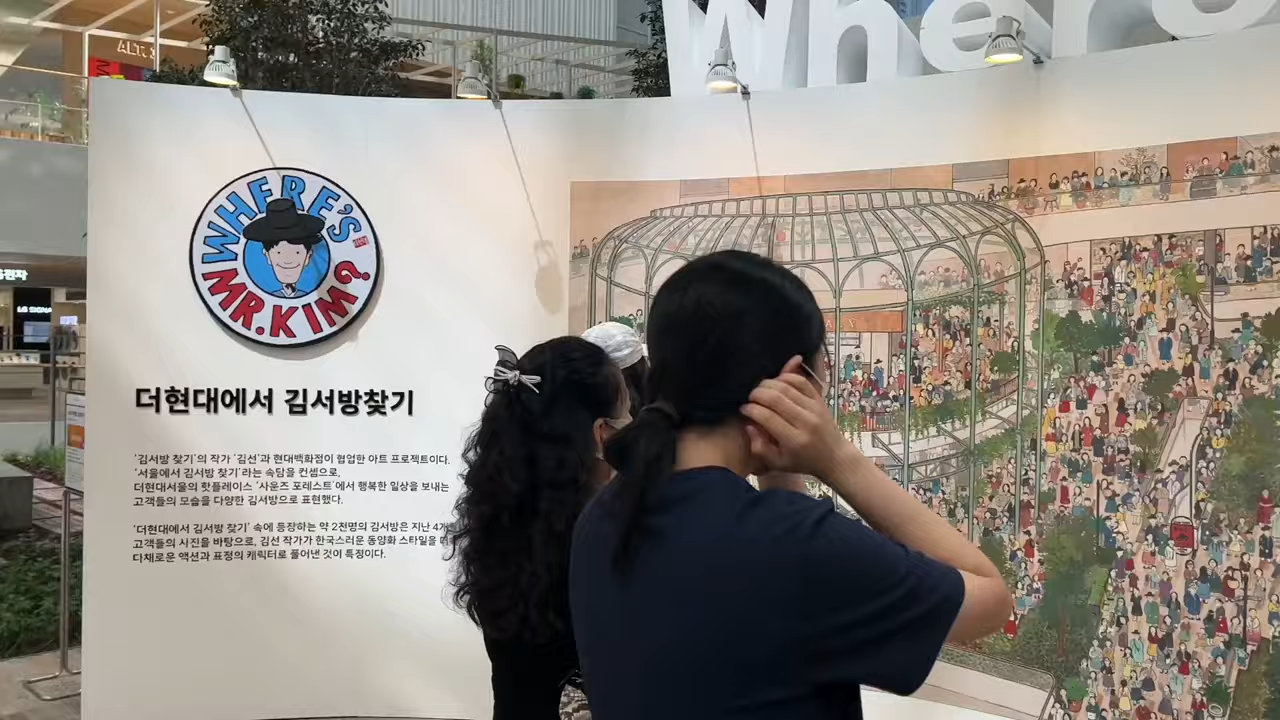 Where
ALT.
WHERE'S
MR.KIM?
LG SIGNA
더현대에서 김서방찾기
‘김서방 찾기’의 작가 ‘김선’과 현대백화점이 협업한 아트 프로젝트이다.
‘서울에서 김서방 찾기’라는 속담을 컨셉으로,
더현대서울의 핫플레이스 ‘사운즈 포레스트’에서 행복한 일상을 보내는
고객들의 모습을 다양한 김서방으로 표현했다.
‘더현대에서 김서방 찾기’ 속에 등장하는 약 2천명의 김서방은 지난 4개
고객들의 사진을 바탕으로, 김선 작가가 한국스러운 동양화 스타일을
다채로운 액션과 표정의 캐릭터로 풀어낸 것이 특징이다.